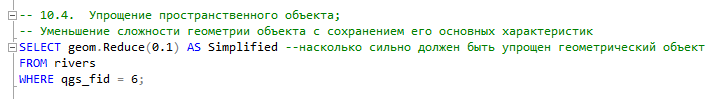 -- 10.4.  Упрощение пространственного объекта;
-- Уменьшение сложности геометрии объекта с сохранением его основных характеристик
SELECT geom.Reduce(0.1) AS Simplified --насколько сильно должен быть упрощен геометрический объект
FROM rivers
WHERE qgs_fid = 6;